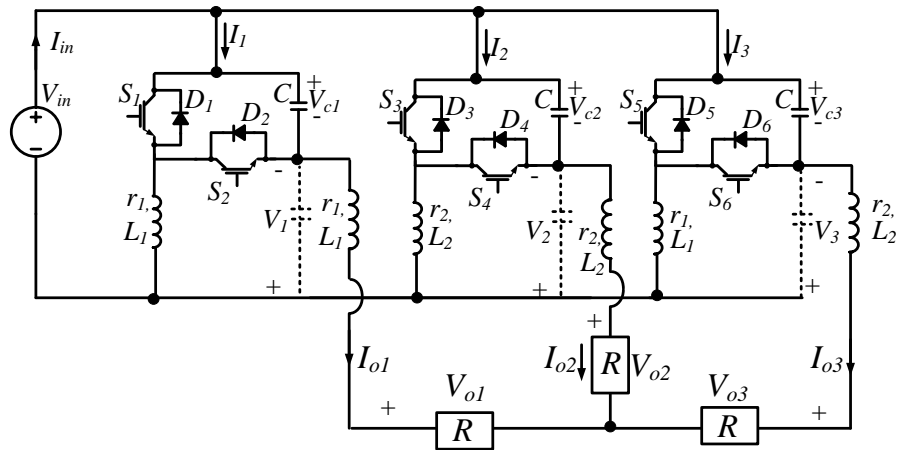 I_in I_1 I_2 I_3
V_in + −
S_1 D_1 C + V_c1 -
D_2 S_2 -
r_1, L_1 V_1 r_1, L_1 +
S_3 D_3 C + V_c2 -
D_4 S_4 -
r_2, L_2 V_2 r_2, L_2 +
S_5 D_5 C + V_c3 -
D_6 S_6 -
r_1, L_1 V_3 r_2, L_2 +
I_o1 I_o2 + R V_o2 I_o3
V_o1 V_o3
+ R R +